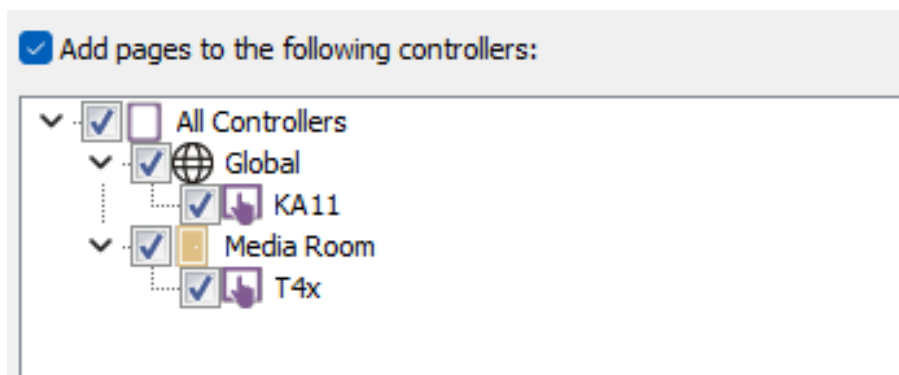 Add pages to the following controllers:
All Controllers
Global
KA11
Media Room
T4x